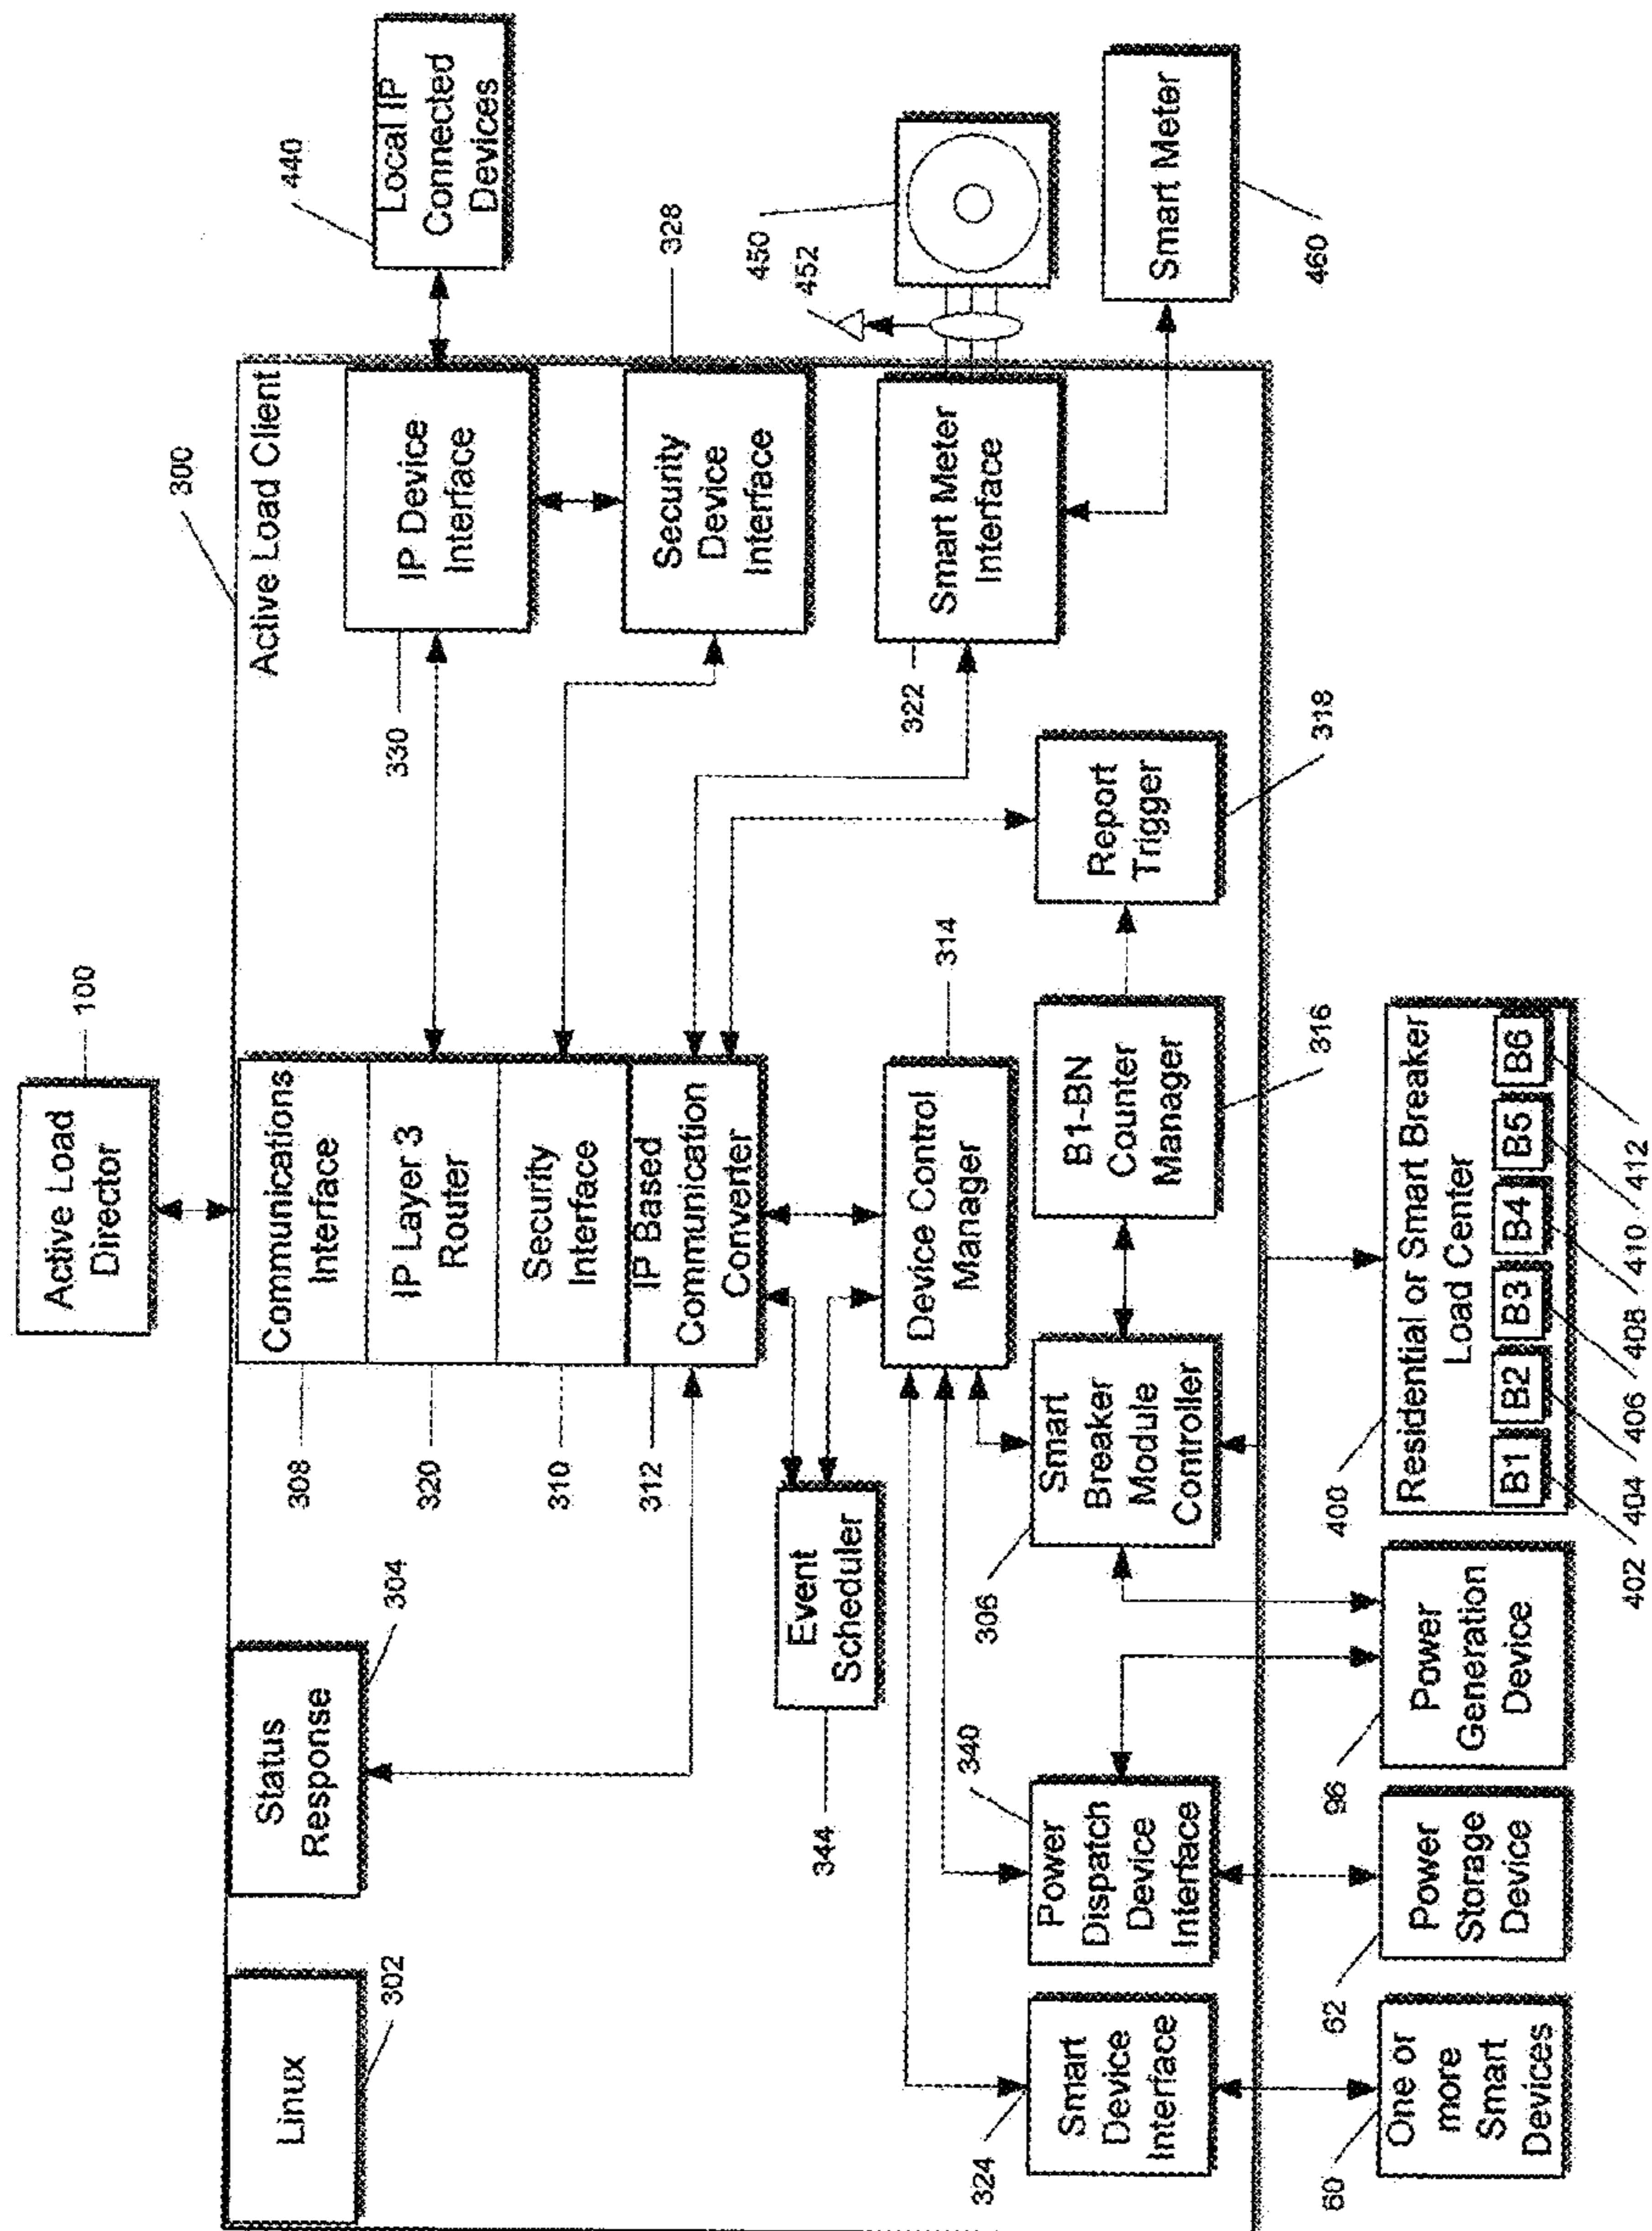 Active Load
Director
100
300
Active Load Client
Linux
302
Status
Response
304
Communications
Interface
308
IP Layer 3
Router
320
Security
Interface
310
IP Based
Communication
Converter
312
IP Device
Interface
330
Local IP
Connected
Devices
440
Security
Device
Interface
328
Event
Scheduler
344
Device Control
Manager
314
Smart Meter
Interface
322
450
452
Smart Device
Interface
324
Power
Dispatch
Device
Interface
340
Smart
Breaker
Module
Controller
306
B1-BN
Counter
Manager
316
Report
Trigger
318
Smart Meter
460
One or
more
Smart
Devices
60
Power
Storage
Device
62
Power
Generation
Device
96
Residential or Smart Breaker
Load Center
400
B1 B2 B3 B4 B5 B6
402 404 406 408 410 412